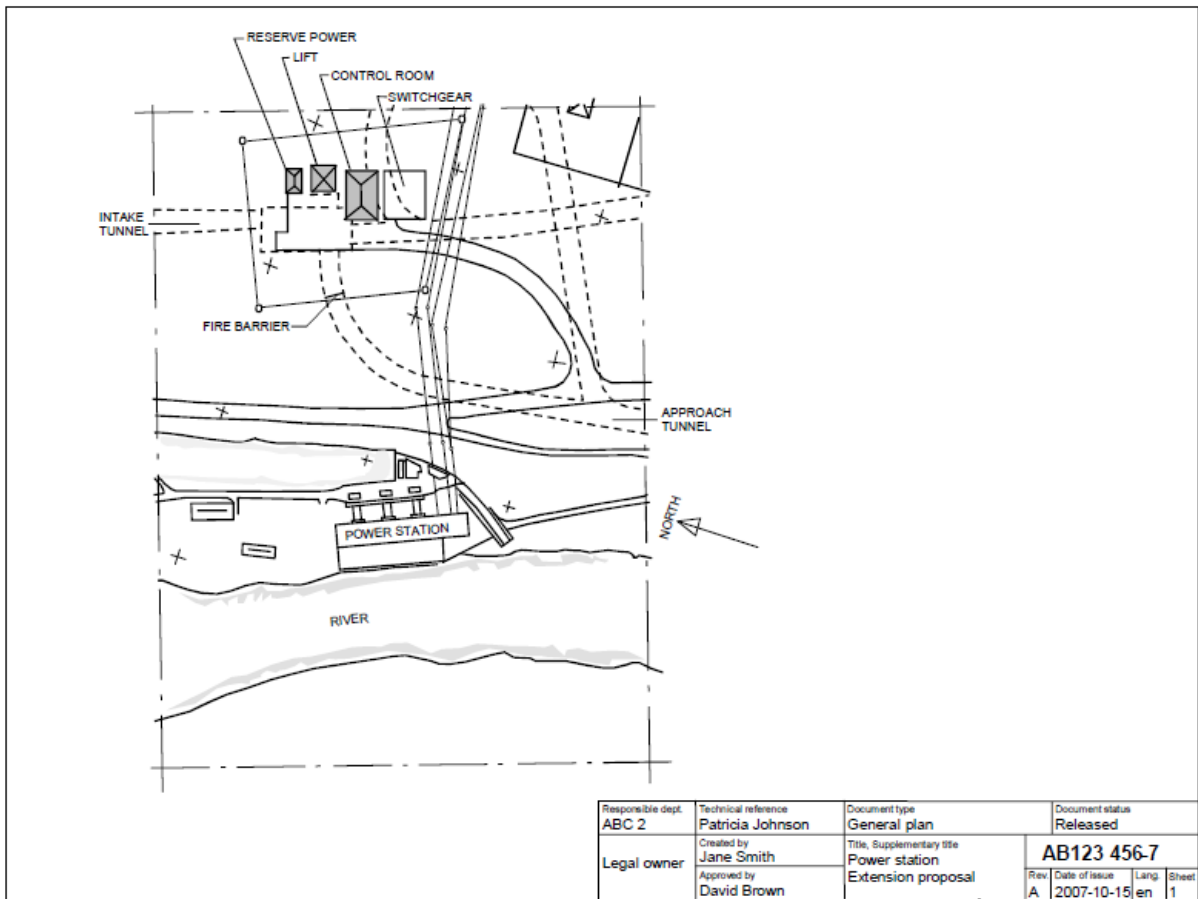 RESERVE POWER
LIFT
CONTROL ROOM
SWITCHGEAR
INTAKE
TUNNEL
FIRE BARRIER
APPROACH
TUNNEL
NORTH
POWER STATION
RIVER
Responsible dept.
ABC 2
Technical reference
Patricia Johnson
Document type
General plan
Document status
Released
Legal owner
Created by
Jane Smith
Approved by
David Brown
Title, Supplementary title
Power station
Extension proposal
AB123 456-7
Rev.
A
Date of issue
2007-10-15
Lang.
en
Sheet
1